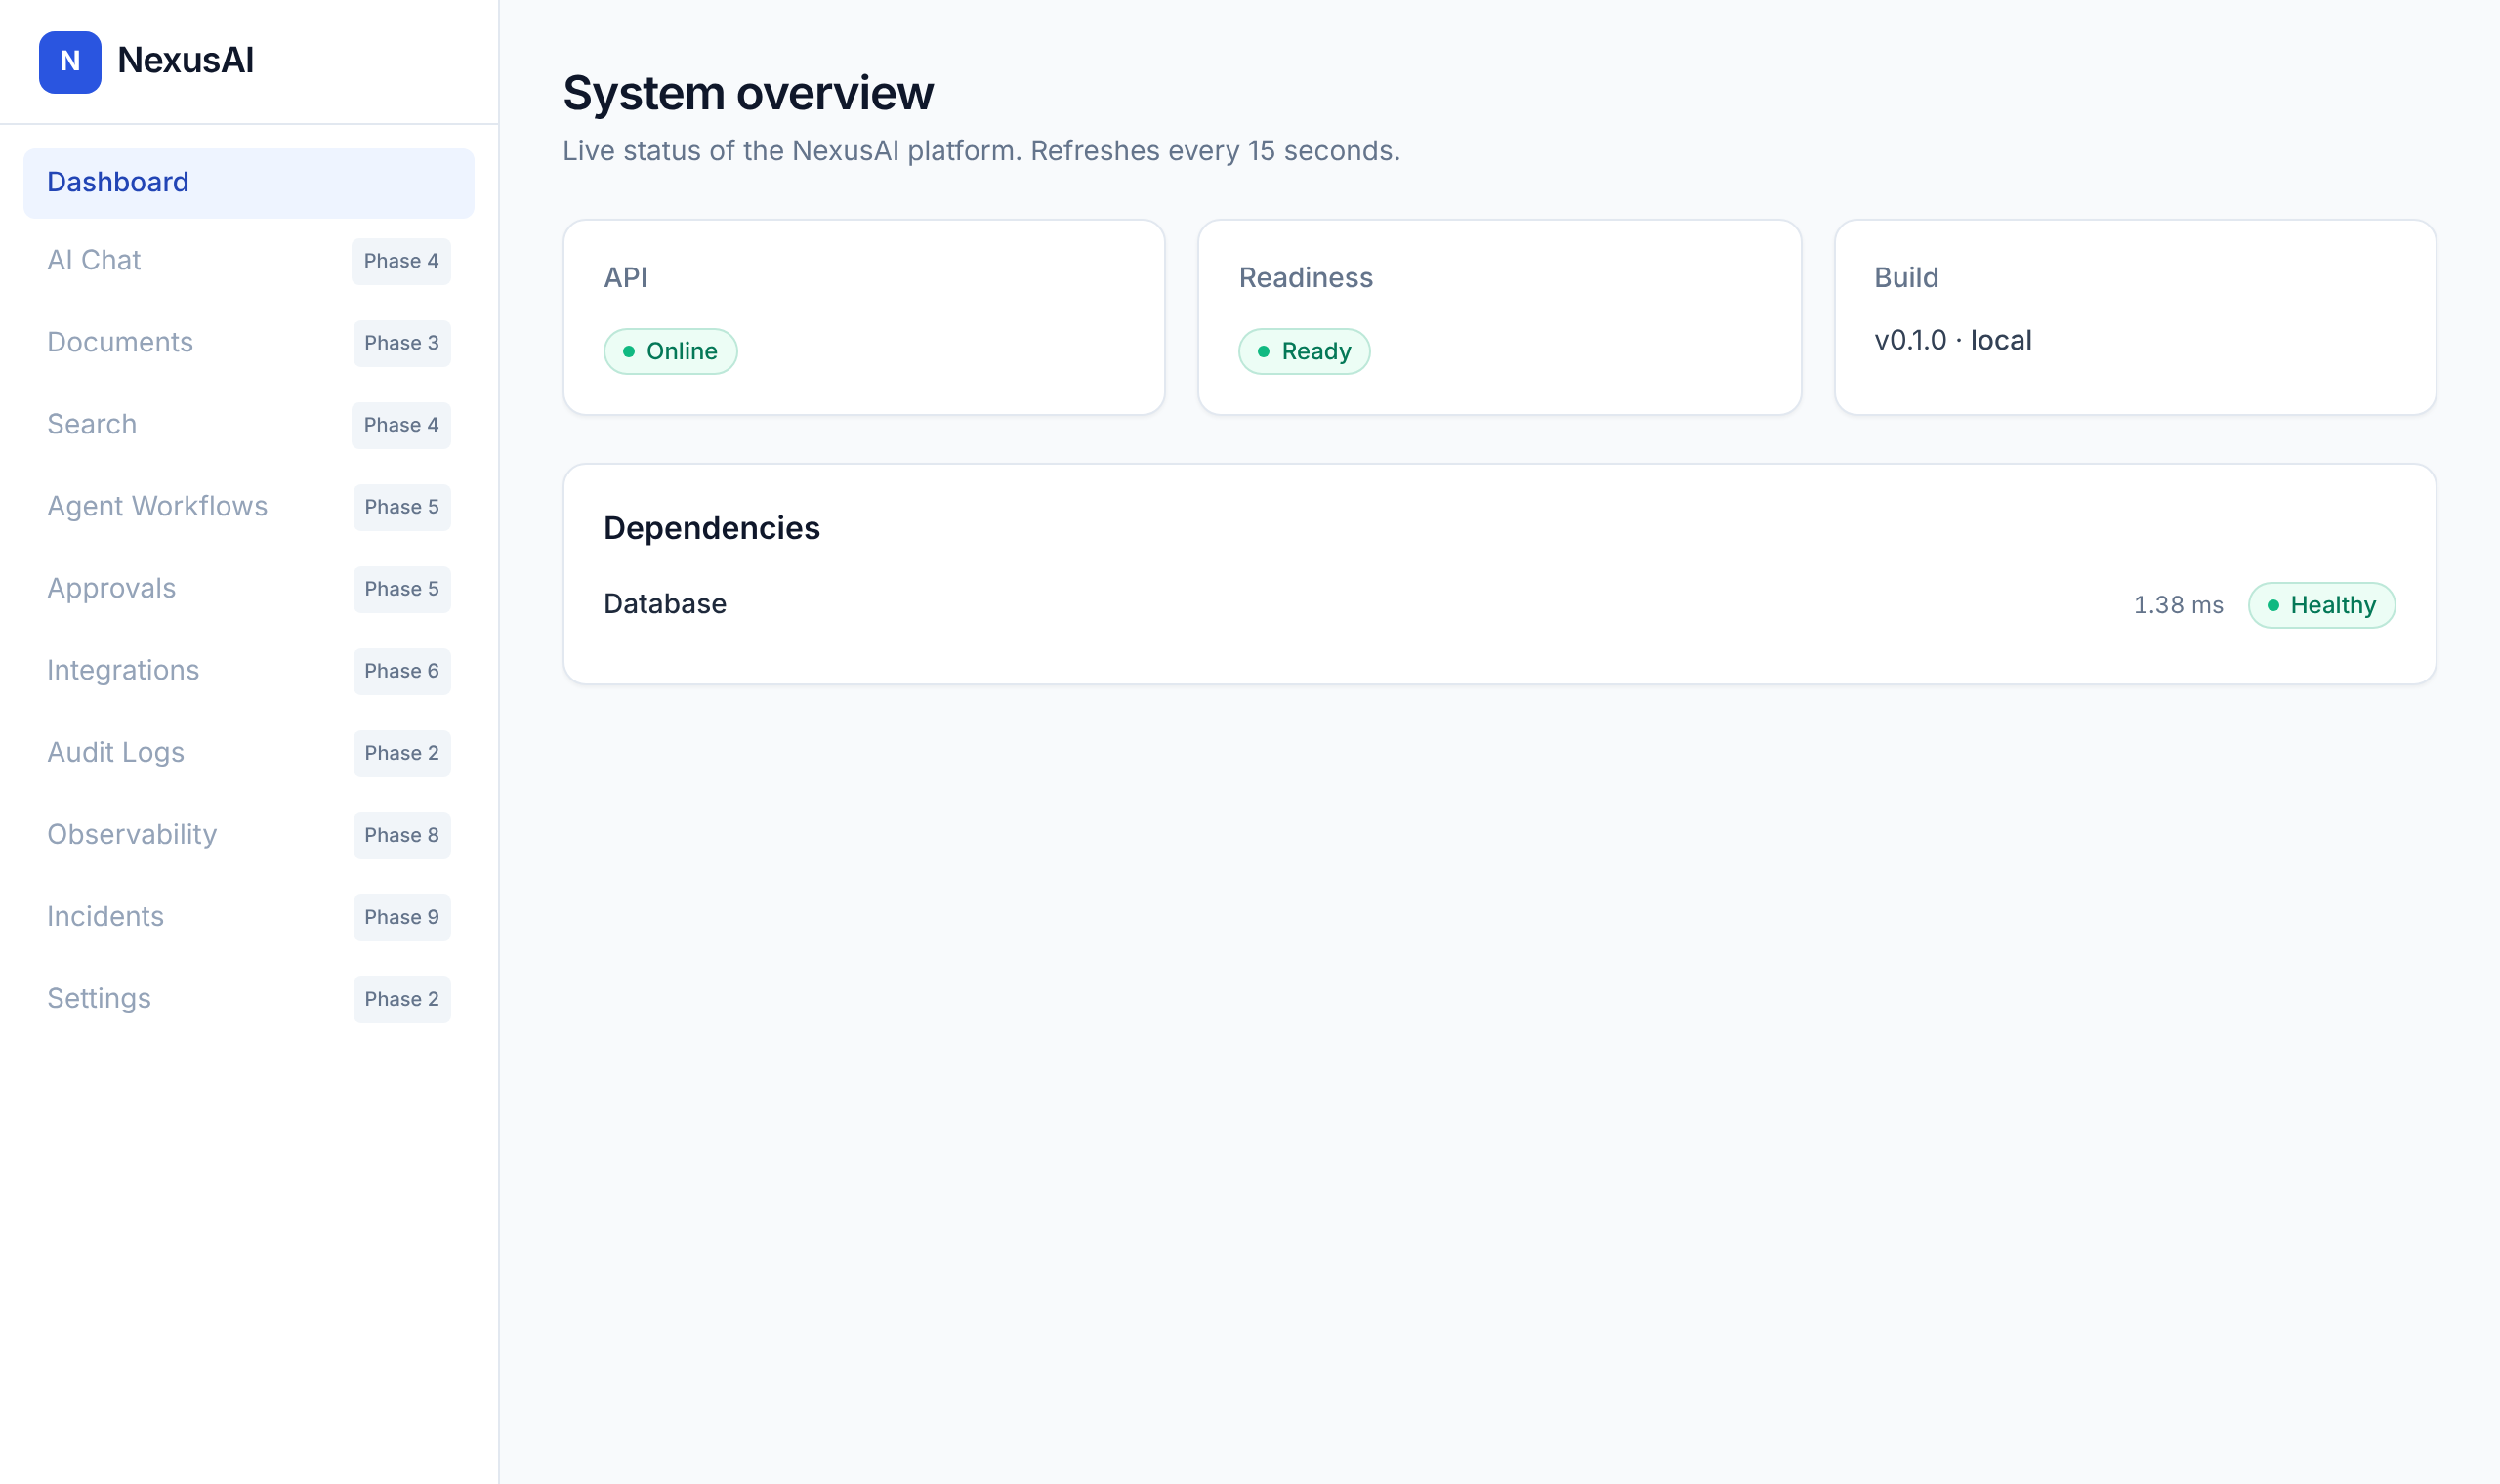 N NexusAI
Dashboard
AI Chat Phase 4
Documents Phase 3
Search Phase 4
Agent Workflows Phase 5
Approvals Phase 5
Integrations Phase 6
Audit Logs Phase 2
Observability Phase 8
Incidents Phase 9
Settings Phase 2
System overview
Live status of the NexusAI platform. Refreshes every 15 seconds.
API
Online
Readiness
Ready
Build
v0.1.0 · local
Dependencies
Database 1.38 ms Healthy